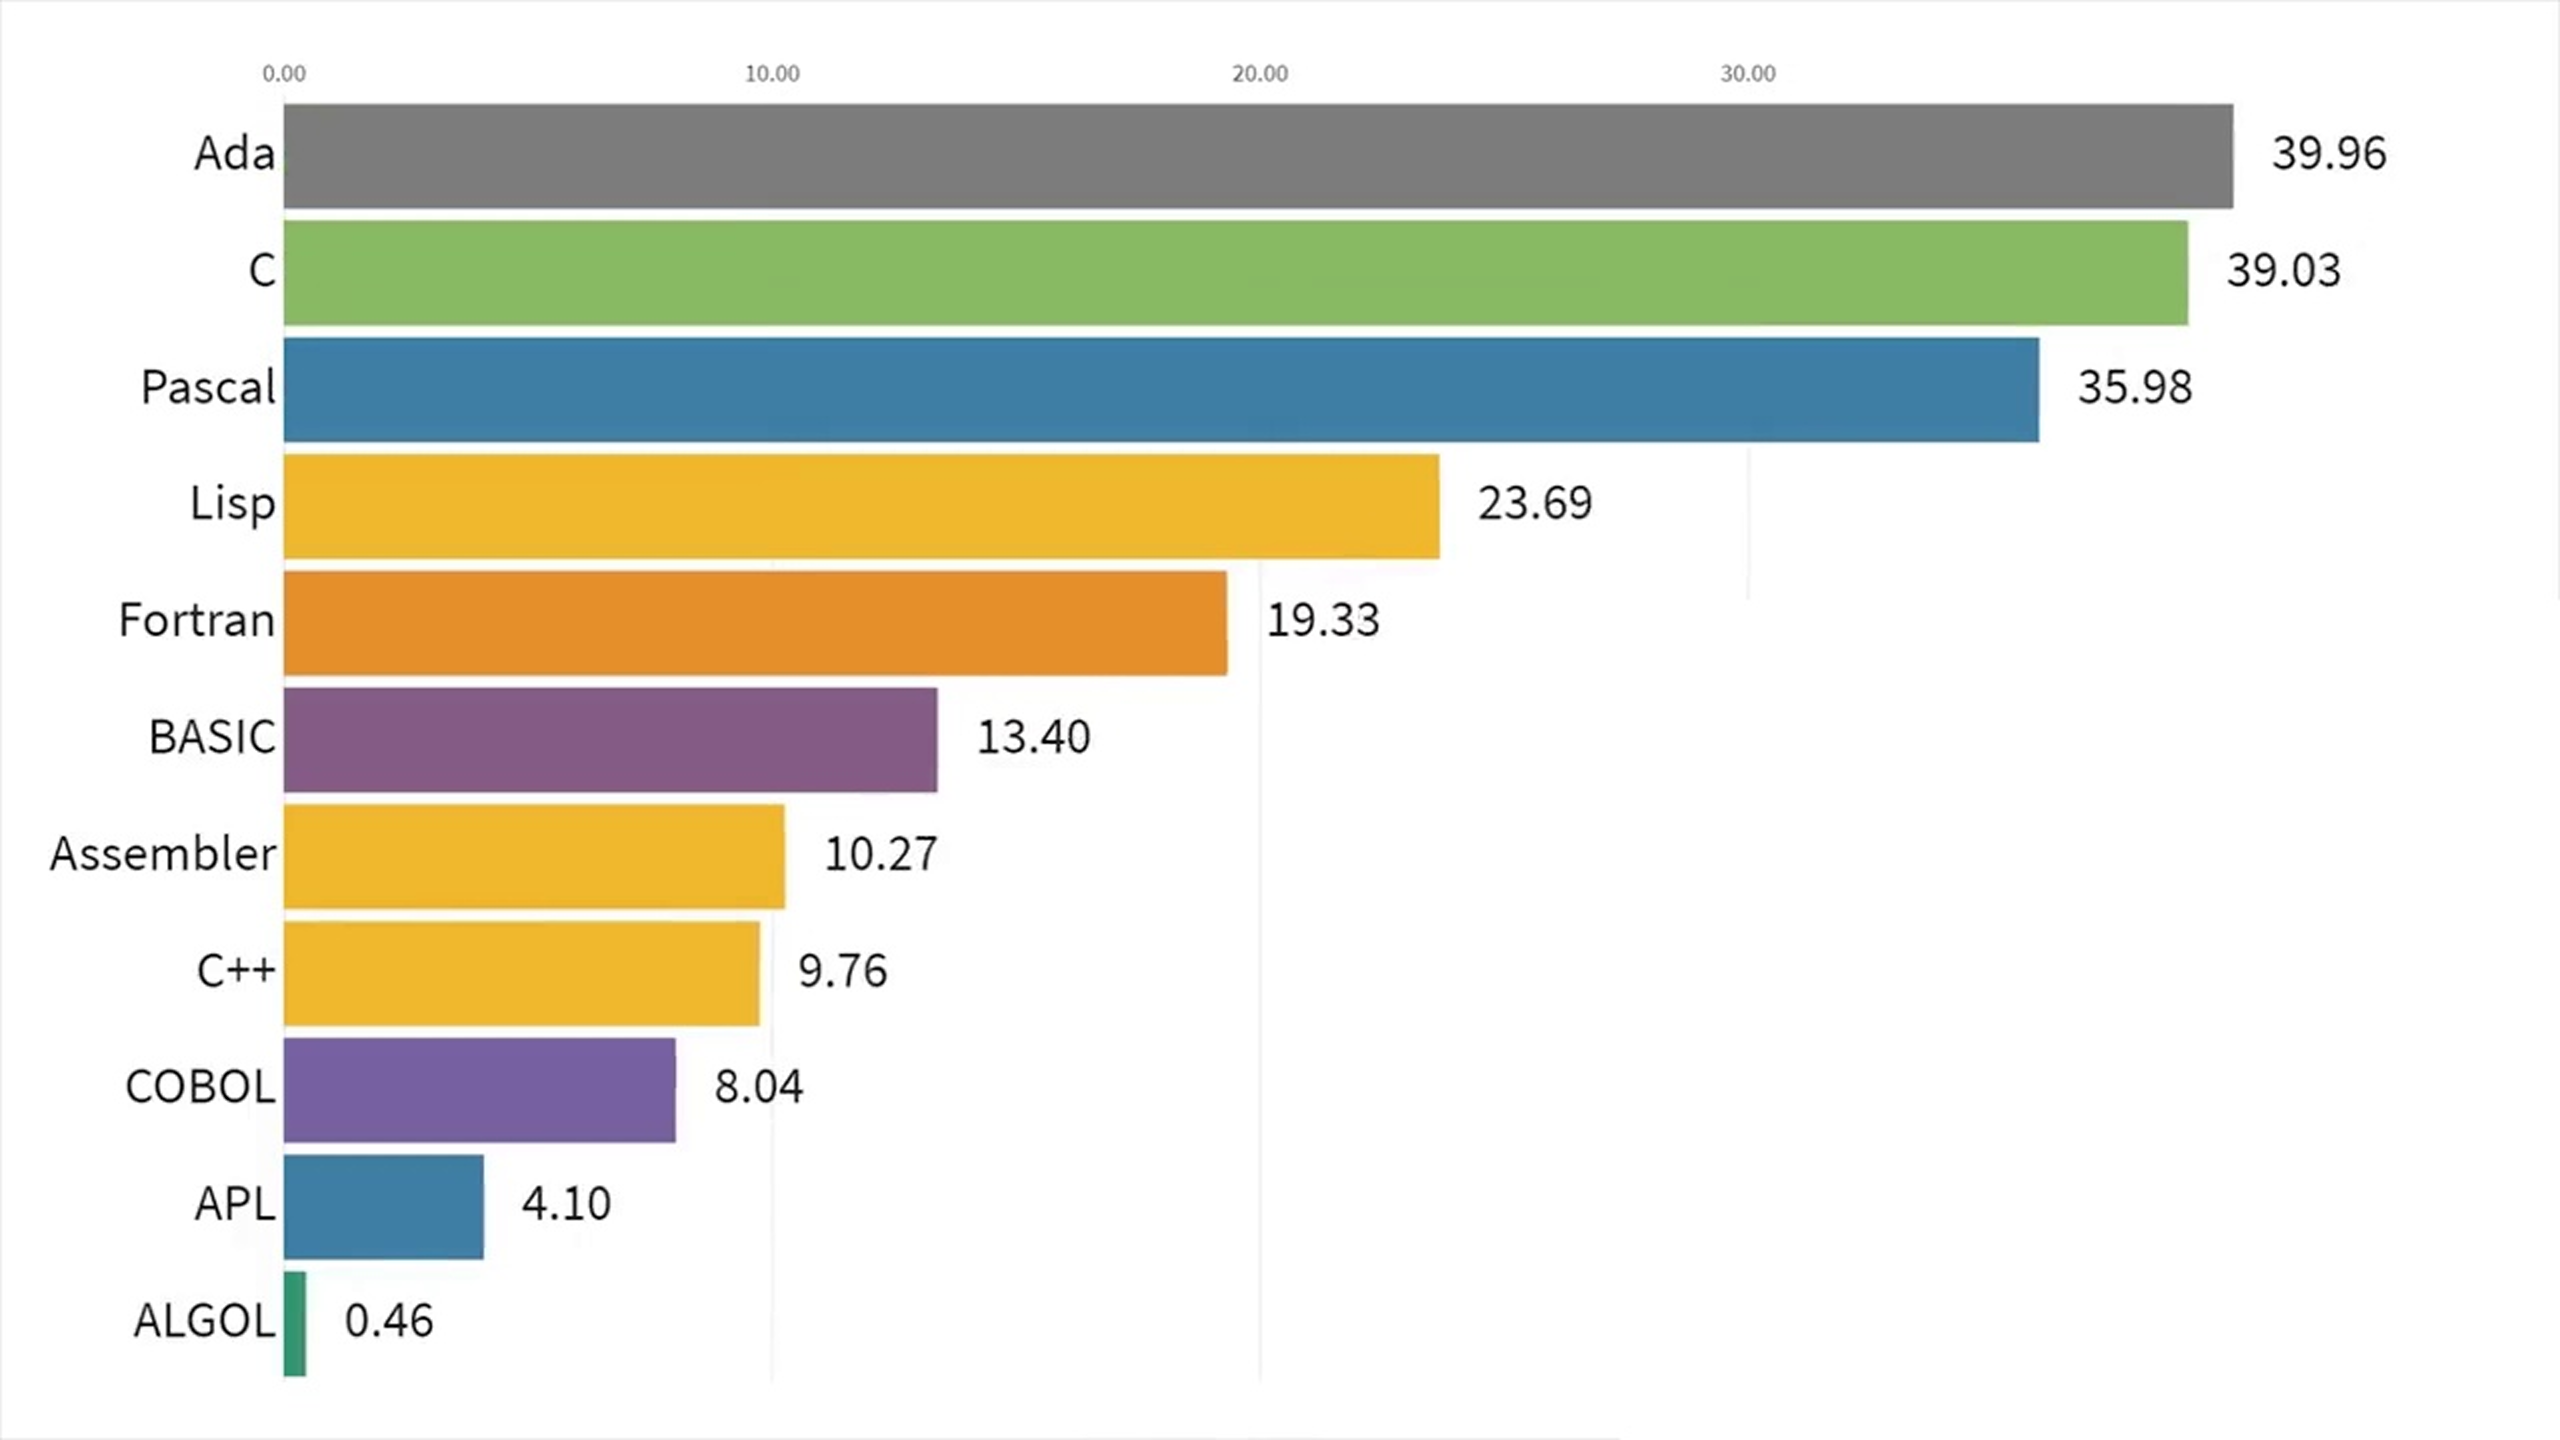 0.00 10.00 20.00 30.00
Ada 39.96
C 39.03
Pascal 35.98
Lisp 23.69
Fortran 19.33
BASIC 13.40
Assembler 10.27
C++ 9.76
COBOL 8.04
APL 4.10
ALGOL 0.46